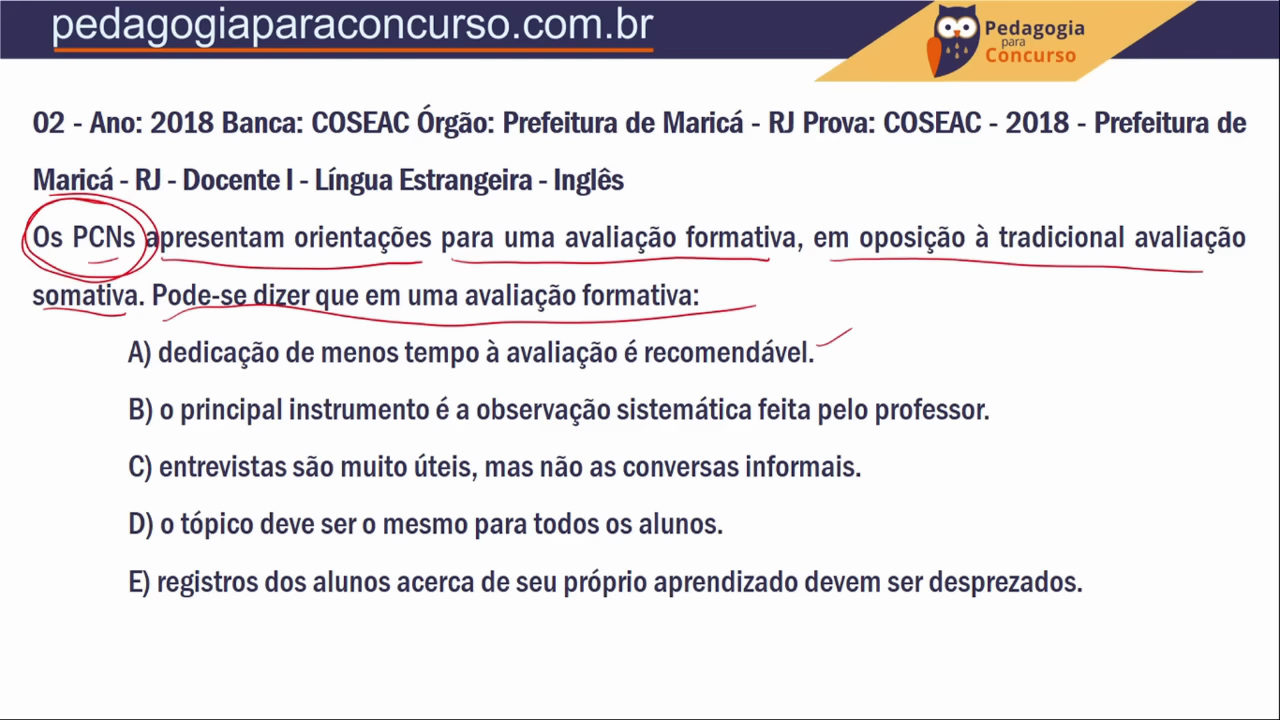 pedagogiaparaconcurso.com.br
Pedagogia
para
Concurso
02 - Ano: 2018 Banca: COSEAC Órgão: Prefeitura de Maricá - RJ Prova: COSEAC - 2018 - Prefeitura de
Maricá - RJ - Docente I - Língua Estrangeira - Inglês
Os PCNs apresentam orientações para uma avaliação formativa, em oposição à tradicional avaliação
somativa. Pode-se dizer que em uma avaliação formativa:
A) dedicação de menos tempo à avaliação é recomendável.
B) o principal instrumento é a observação sistemática feita pelo professor.
C) entrevistas são muito úteis, mas não as conversas informais.
D) o tópico deve ser o mesmo para todos os alunos.
E) registros dos alunos acerca de seu próprio aprendizado devem ser desprezados.